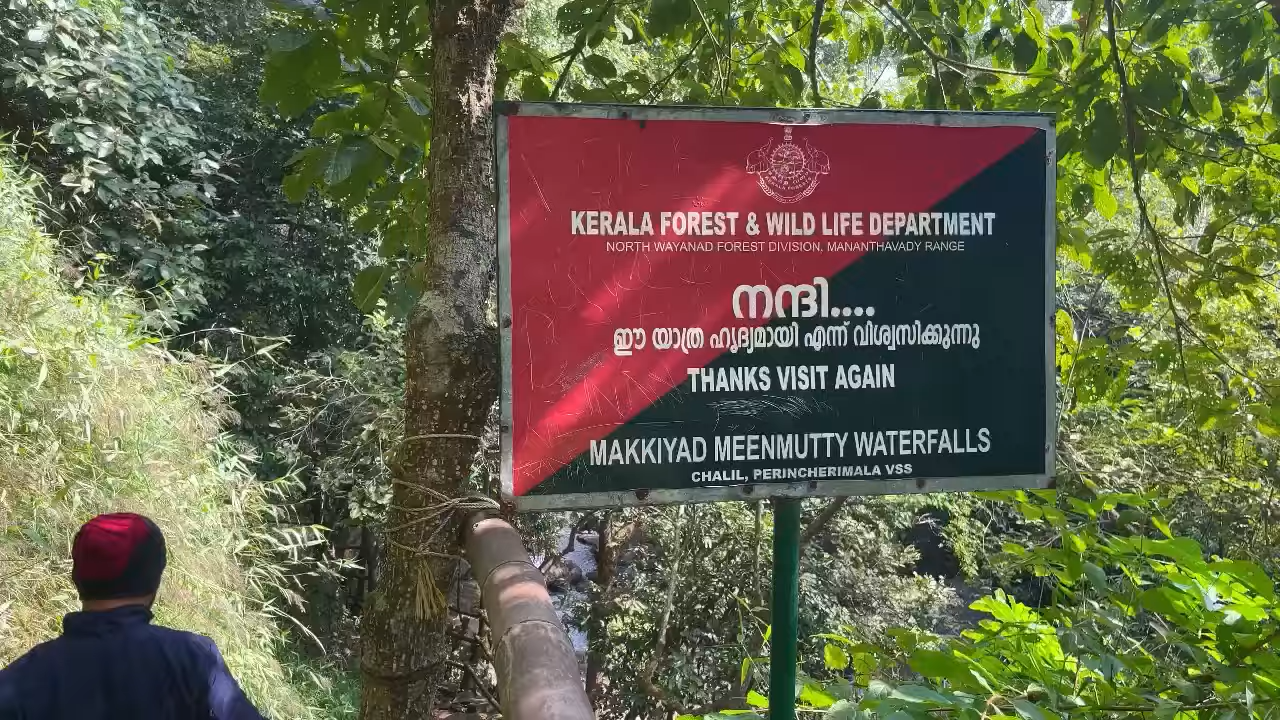 KERALA FOREST & WILD LIFE DEPARTMENT
NORTH WAYANAD FOREST DIVISION, MANANTHAVADY RANGE
നന്ദി....
ഈ യാത്ര ഹൃദ്യമായി എന്ന് വിശ്വസിക്കുന്നു
THANKS VISIT AGAIN
MAKKIYAD MEENMUTTY WATERFALLS
CHALIL, PERINCHERIMALA VSS